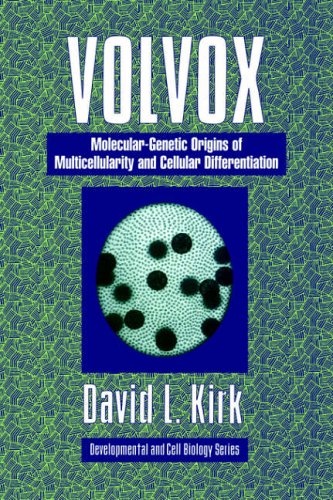 VOLVOX
Molecular-Genetic Origins of
Multicellularity and Cellular Differentiation
David L. Kirk
Developmental and Cell Biology Series